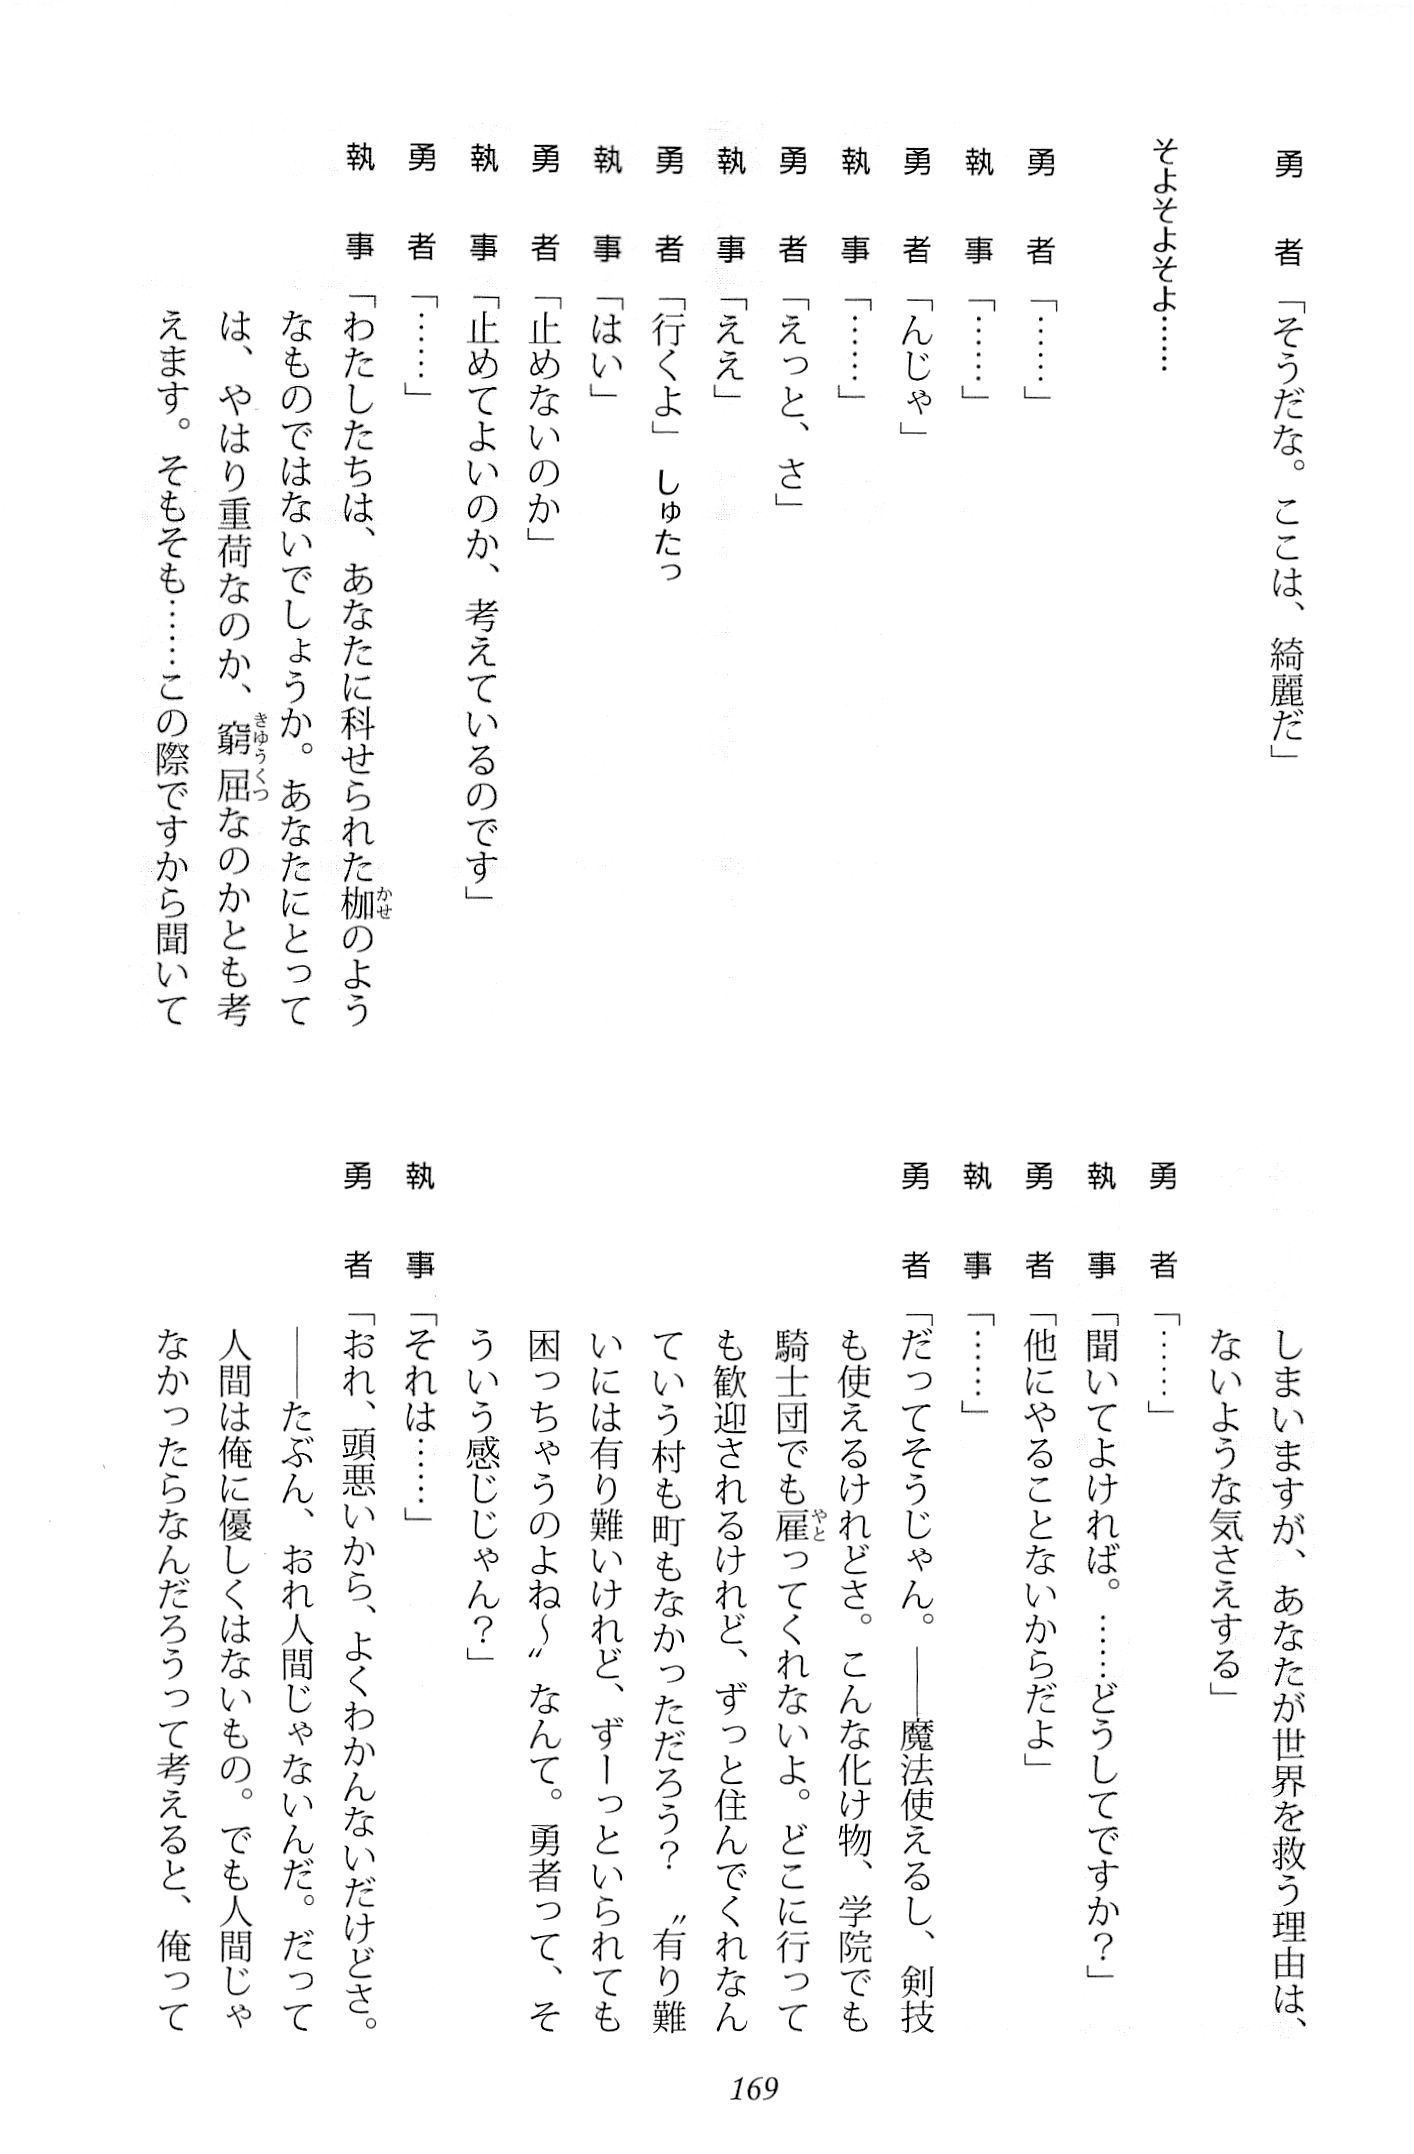 勇者「そうだな。ここは、綺麗だ」
そよそよそよ……
勇者「……」
執事「……」
勇者「んじゃ」
執事「……」
勇者「えっと、さ」
執事「ええ」
勇者「行くよ」しゅたっ
執事「はい」
勇者「止めないのか」
執事「止めてよいのか、考えているのです」
勇者「……」
執事「わたしたちは、あなたに科せられた枷のよう
なものではないでしょうか。あなたにとって
は、やはり重荷なのか、窮屈なのかとも考
えます。そもそも……この際ですから聞いて
しまいますが、あなたが世界を救う理由は、
ないような気さえする」
勇者「……」
執事「聞いてよければ。……どうしてですか？」
勇者「他にやることないからだよ」
執事「……」
勇者「だってそうじゃん。――魔法使えるし、剣技
も使えるけれどさ。こんな化け物、学院でも
騎士団でも雇ってくれないよ。どこに行って
も歓迎されるけれど、ずっと住んでくれなん
ていう村も町もなかっただろう？　〝有り難
いには有り難いけれど、ずーっといられても
困っちゃうのよね～〟なんて。勇者って、そ
ういう感じじゃん？」
執事「それは……」
勇者「おれ、頭悪いから、よくわかんないだけどさ。
――たぶん、おれ人間じゃないんだ。だって
人間は俺に優しくはないもの。でも人間じゃ
なかったらなんだろうって考えると、俺って
169